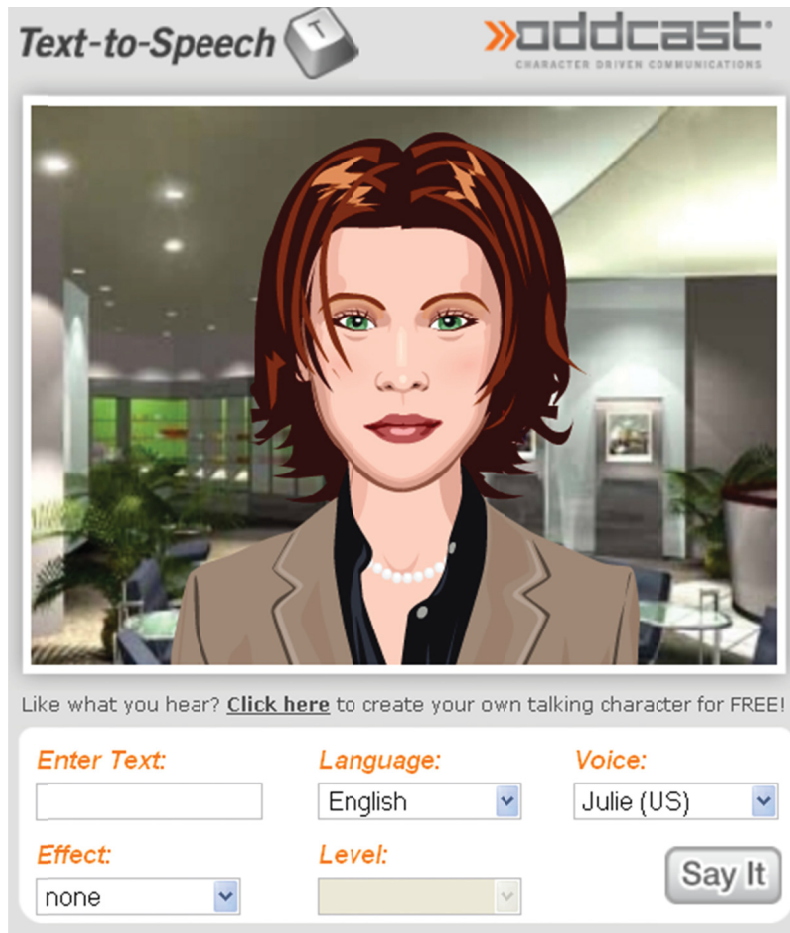 Text-to-Speech T
oddcast
CHARACTER DRIVEN COMMUNICATIONS
Like what you hear? Click here to create your own talking character for FREE!
Enter Text: Language: Voice:
English Julie (US)
Effect: Level:
none
Say It